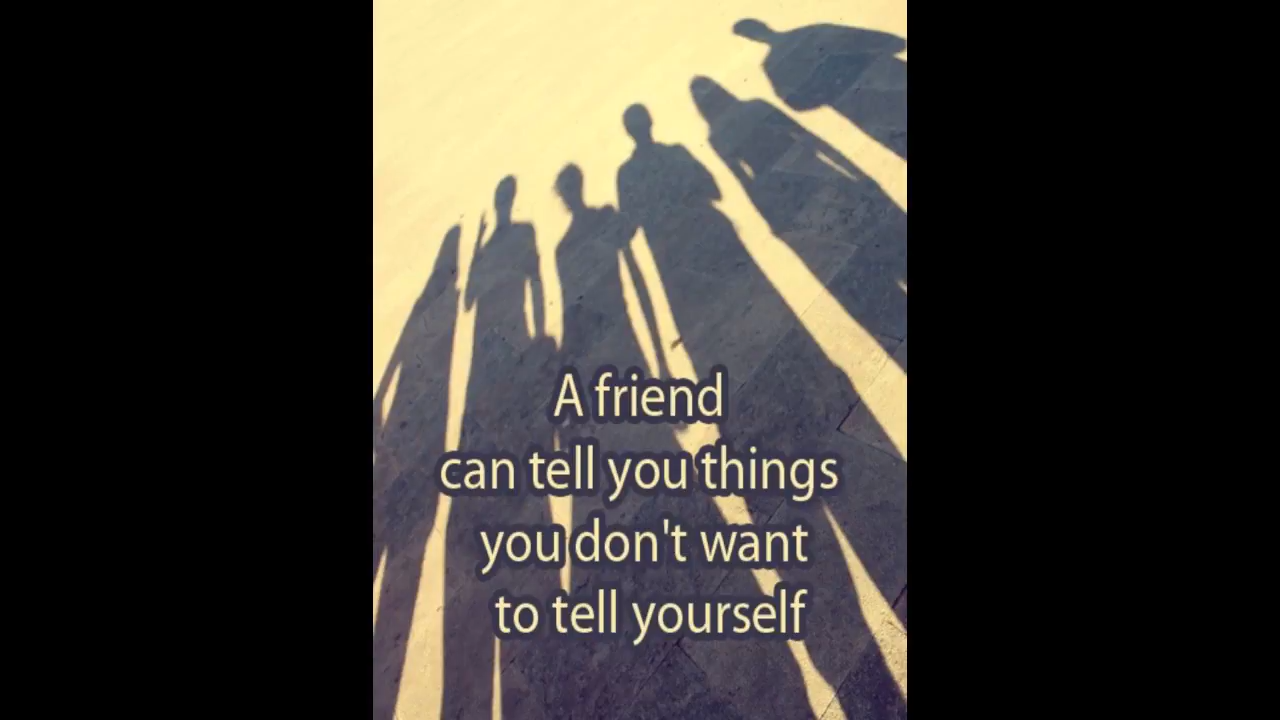 A friend
can tell you things
you don't want
to tell yourself